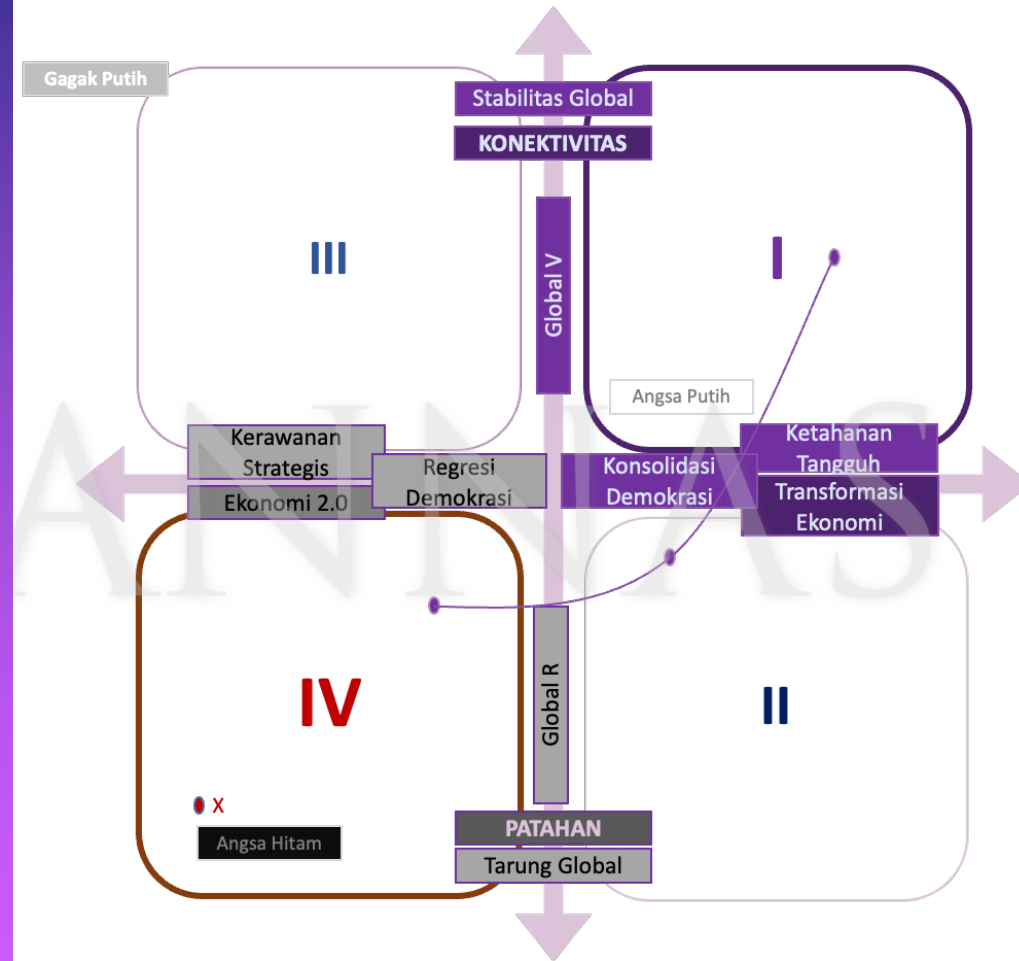 Gagak Putih
Stabilitas Global
KONEKTIVITAS
III
I
Global V
Angsa Putih
Kerawanan
Strategis
Ekonomi 2.0
Regresi
Demokrasi
Konsolidasi
Demokrasi
Ketahanan
Tangguh
Transformasi
Ekonomi
ANNAS
IV
II
Global R
X
Angsa Hitam
PATAHAN
Tarung Global